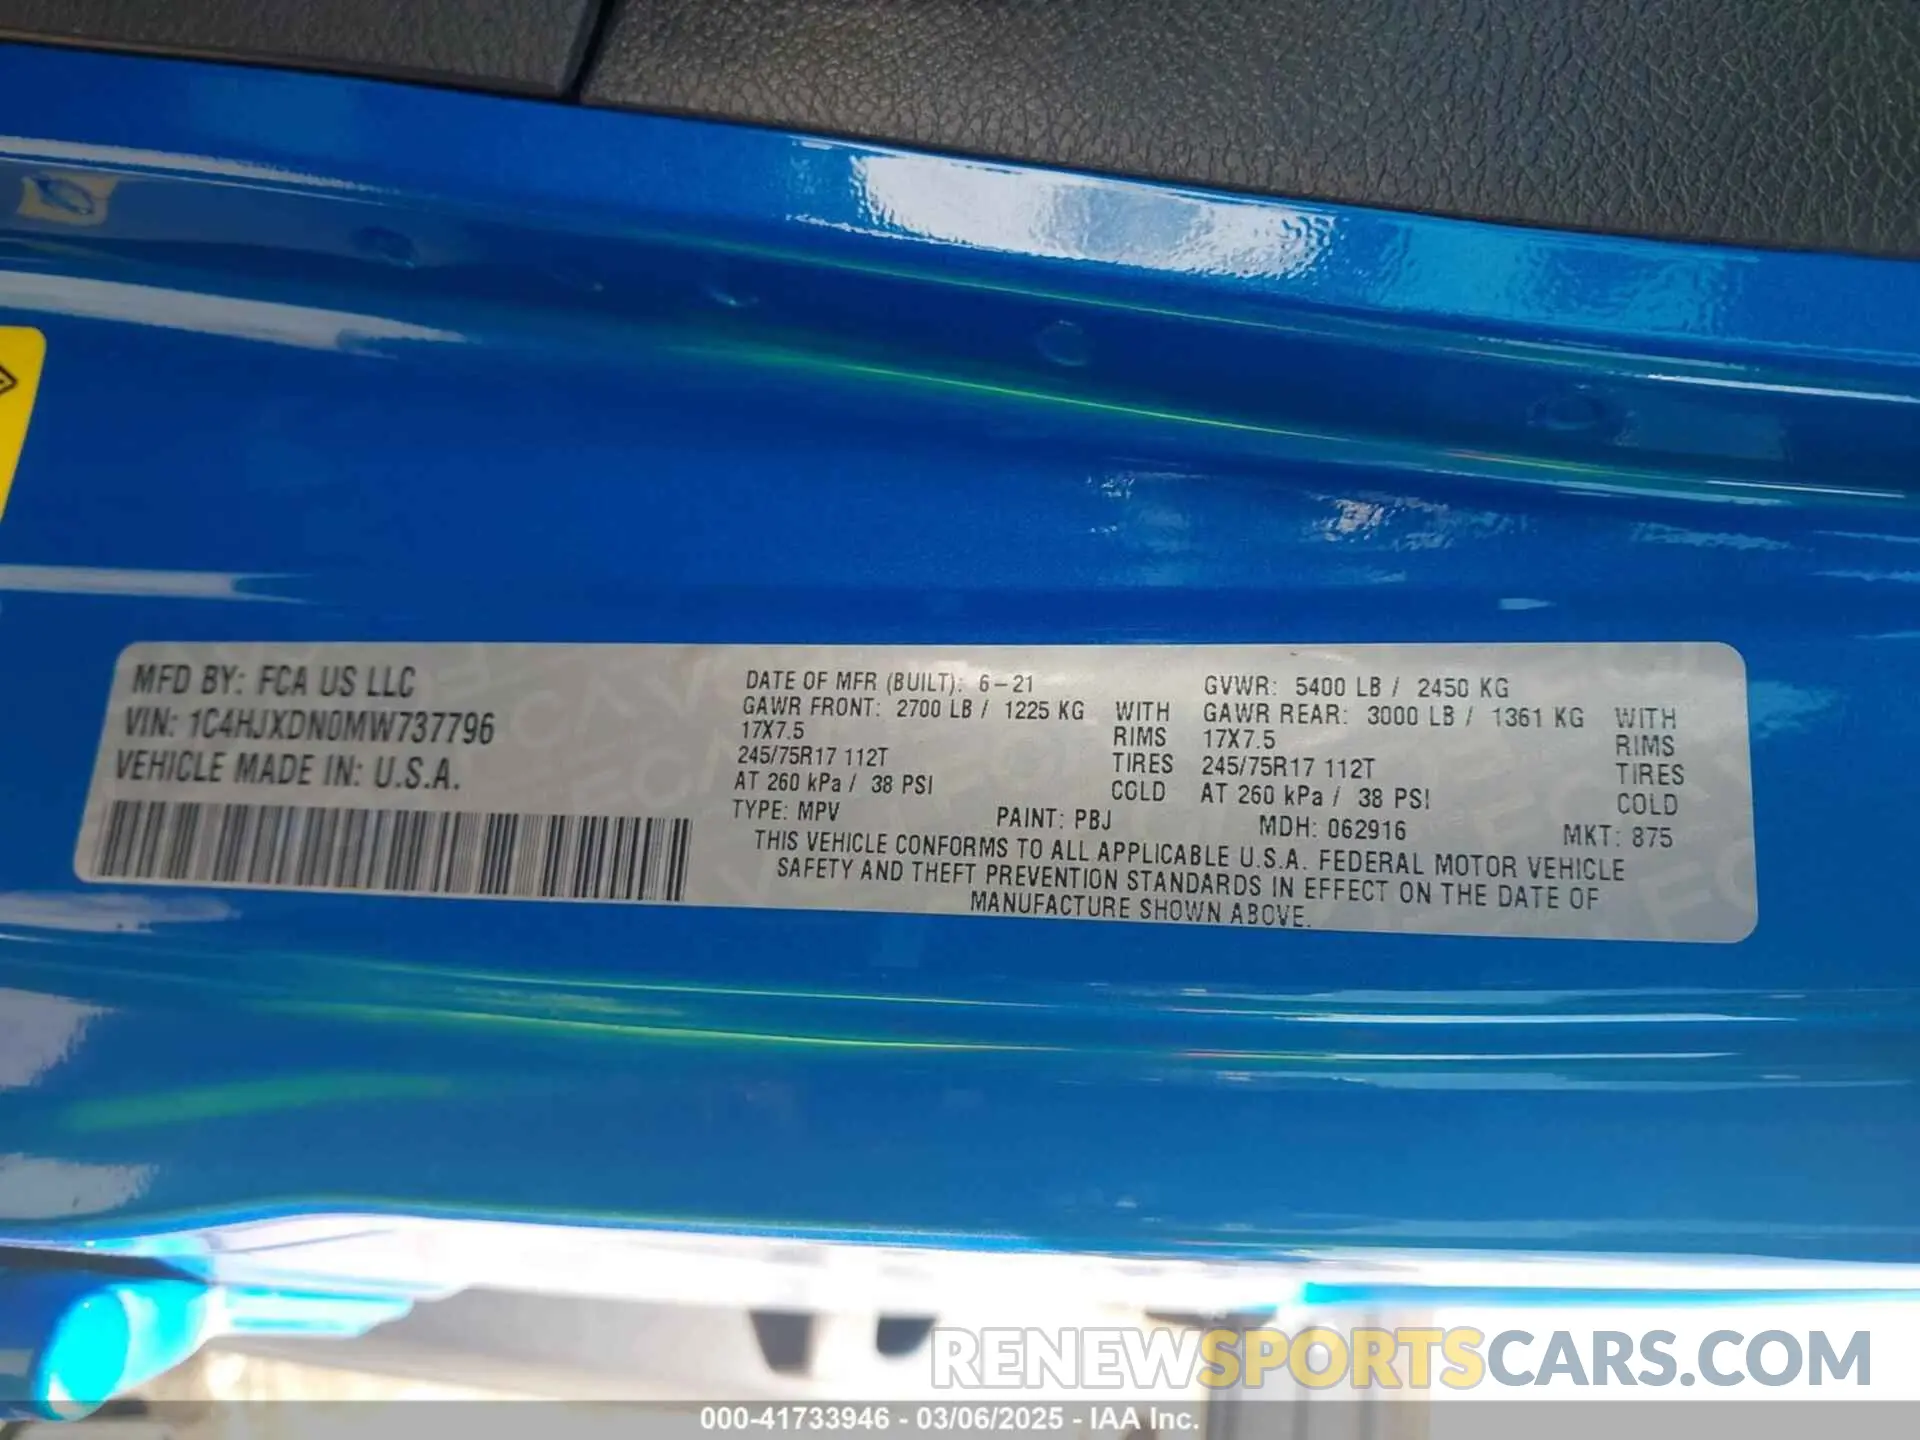 MFD BY: FCA US LLC
VIN: 1C4HJXDN0MW737796
VEHICLE MADE IN: U.S.A.
DATE OF MFR (BUILT): 6-21
GAWR FRONT: 2700 LB / 1225 KG WITH
17X7.5 RIMS
245/75R17 112T TIRES
AT 260 kPa / 38 PSI COLD
GVWR: 5400 LB / 2450 KG
GAWR REAR: 3000 LB / 1361 KG WITH
17X7.5 RIMS
245/75R17 112T TIRES
AT 260 kPa / 38 PSI COLD
TYPE: MPV PAINT: PBJ MDH: 062916 MKT: 875
THIS VEHICLE CONFORMS TO ALL APPLICABLE U.S.A. FEDERAL MOTOR VEHICLE
SAFETY AND THEFT PREVENTION STANDARDS IN EFFECT ON THE DATE OF
MANUFACTURE SHOWN ABOVE.
RENEWSPORTSCARS.COM
000-41733946 - 03/06/2025 - IAA Inc.